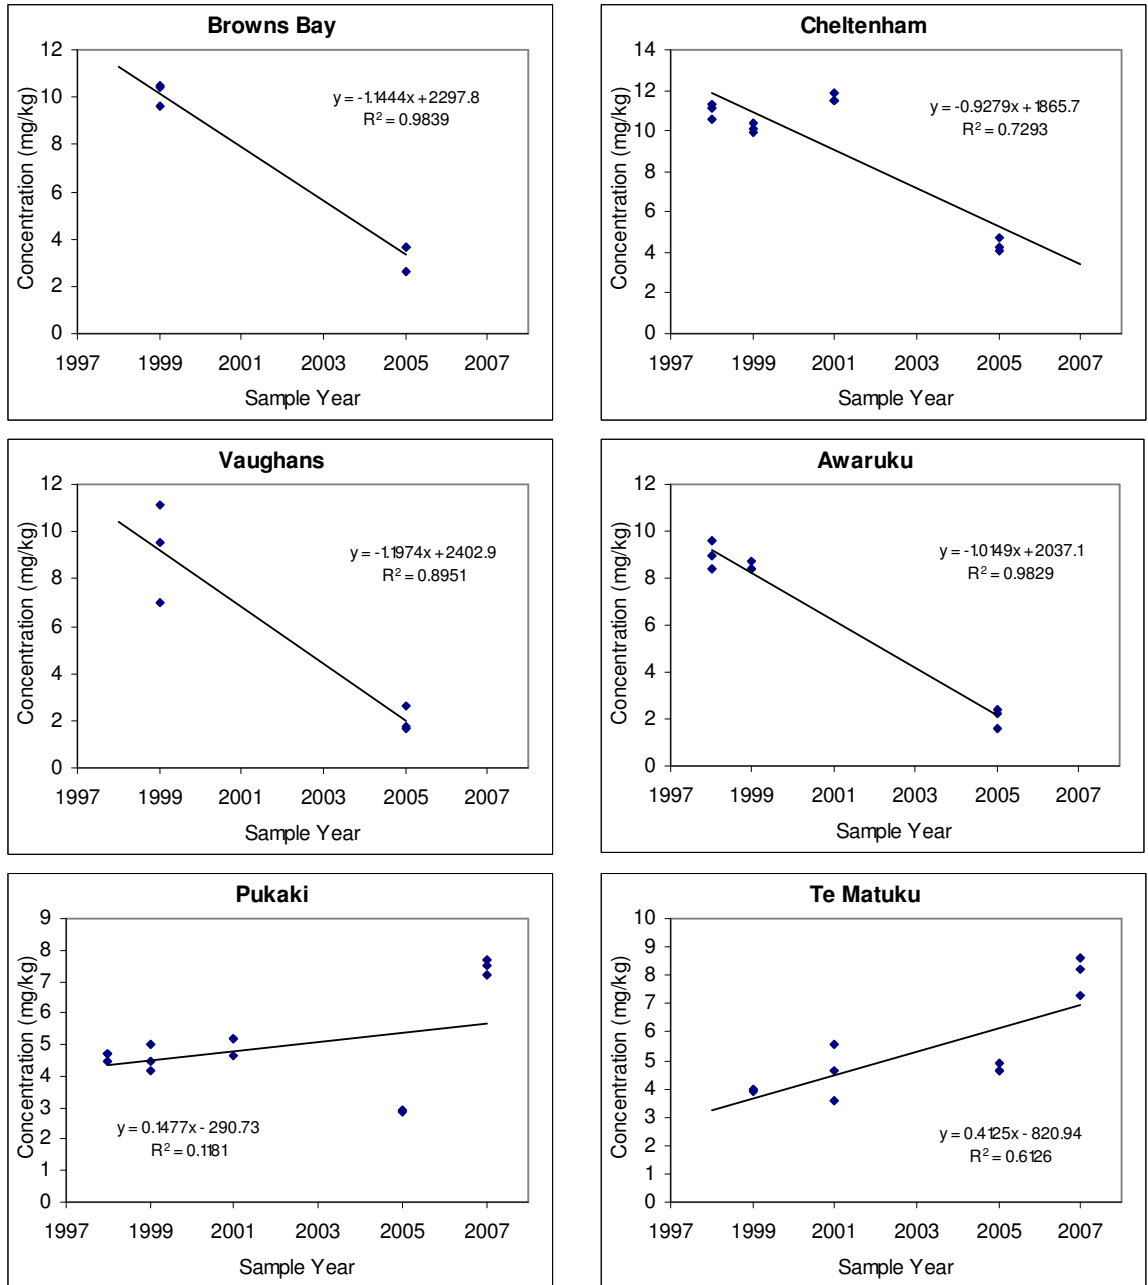 Browns Bay
Concentration (mg/kg)
12
10
8
6
4
2
0
y = -1.1444x + 2297.8
R² = 0.9839
1997 1999 2001 2003 2005 2007
Sample Year
Cheltenham
Concentration (mg/kg)
14
12
10
8
6
4
2
0
y = -0.9279x + 1865.7
R² = 0.7293
1997 1999 2001 2003 2005 2007
Sample Year
Vaughans
Concentration (mg/kg)
12
10
8
6
4
2
0
y = -1.1974x + 2402.9
R² = 0.8951
1997 1999 2001 2003 2005 2007
Sample Year
Awaruku
Concentration (mg/kg)
12
10
8
6
4
2
0
y = -1.0149x + 2037.1
R² = 0.9829
1997 1999 2001 2003 2005 2007
Sample Year
Pukaki
Concentration (mg/kg)
9
8
7
6
5
4
3
2
1
0
y = 0.1477x - 290.73
R² = 0.1181
1997 1999 2001 2003 2005 2007
Sample Year
Te Matuku
Concentration (mg/kg)
10
9
8
7
6
5
4
3
2
1
0
y = 0.4125x - 820.94
R² = 0.6126
1997 1999 2001 2003 2005 2007
Sample Year